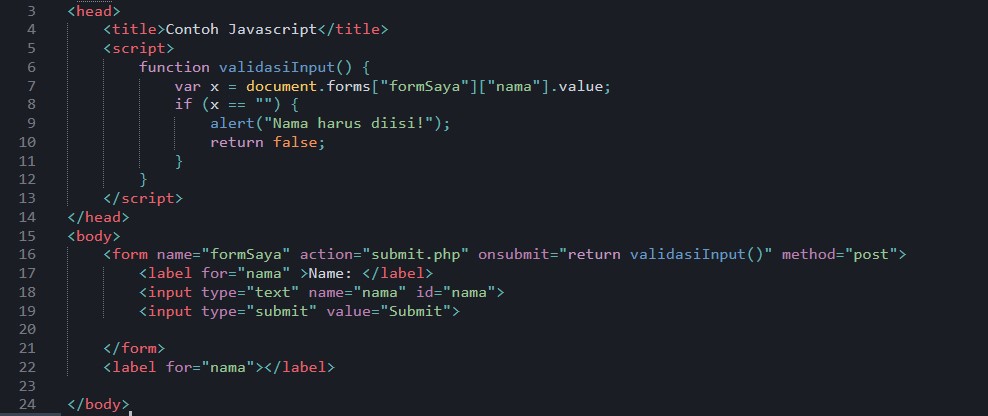 3 <head>
4 <title>Contoh Javascript</title>
5 <script>
6 function validasiInput() {
7 var x = document.forms["formSaya"]["nama"].value;
8 if (x == "") {
9 alert("Nama harus diisi!");
10 return false;
11 }
12 }
13 </script>
14 </head>
15 <body>
16 <form name="formSaya" action="submit.php" onsubmit="return validasiInput()" method="post">
17 <label for="nama" >Name: </label>
18 <input type="text" name="nama" id="nama">
19 <input type="submit" value="Submit">
20
21 </form>
22 <label for="nama"></label>
23
24 </body>